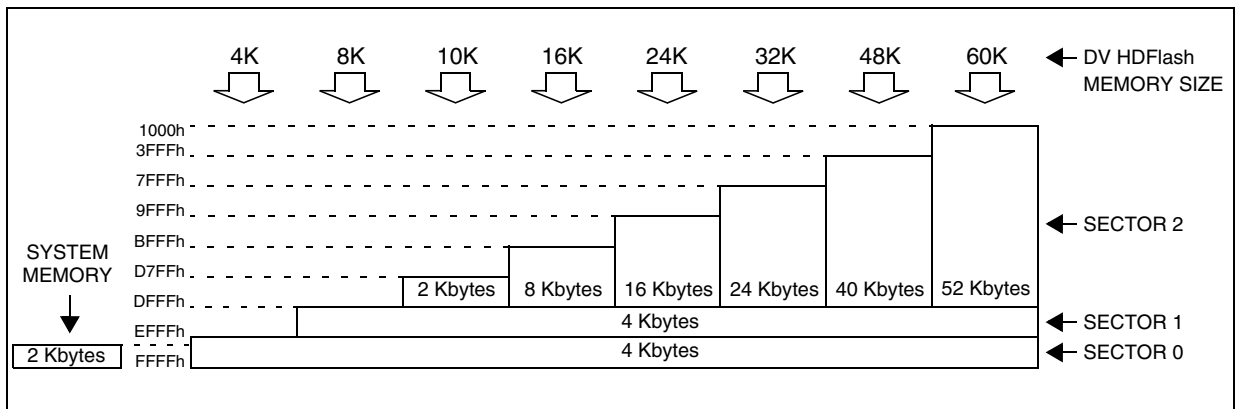 4K 8K 10K 16K 24K 32K 48K 60K DV HDFlash
MEMORY SIZE
1000h
3FFFh
7FFFh
9FFFh
SECTOR 2
BFFFh
SYSTEM
MEMORY
D7FFh
2 Kbytes 8 Kbytes 16 Kbytes 24 Kbytes 40 Kbytes 52 Kbytes
DFFFh
4 Kbytes SECTOR 1
EFFFh
4 Kbytes SECTOR 0
2 Kbytes FFFFh